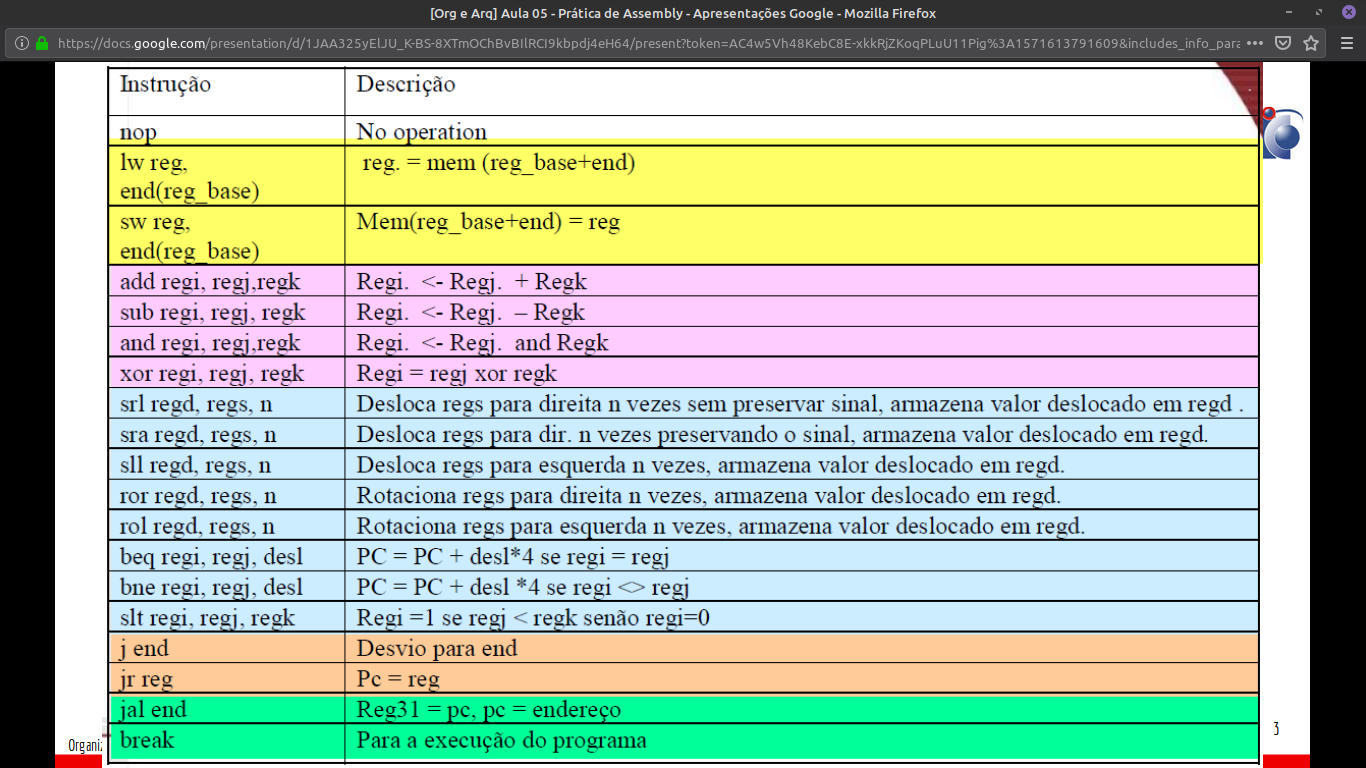 [Org e Arq] Aula 05 - Prática de Assembly - Apresentações Google - Mozilla Firefox
https://docs.google.com/presentation/d/1JAA325yElJU_K-BS-8XTmOChBvBIlRCI9kbpdj4eH64/present?token=AC4w5Vh48KebC8E-xkkRjZKoqPLuU11Pig%3A1571613791609&includes_info_para
Instrução Descrição
nop No operation
lw reg, reg. = mem (reg_base+end)
end(reg_base)
sw reg, Mem(reg_base+end) = reg
end(reg_base)
add regi, regj,regk Regi. <- Regj. + Regk
sub regi, regj, regk Regi. <- Regj. – Regk
and regi, regj,regk Regi. <- Regj. and Regk
xor regi, regj, regk Regi = regj xor regk
srl regd, regs, n Desloca regs para direita n vezes sem preservar sinal, armazena valor deslocado em regd .
sra regd, regs, n Desloca regs para dir. n vezes preservando o sinal, armazena valor deslocado em regd.
sll regd, regs, n Desloca regs para esquerda n vezes, armazena valor deslocado em regd.
ror regd, regs, n Rotaciona regs para direita n vezes, armazena valor deslocado em regd.
rol regd, regs, n Rotaciona regs para esquerda n vezes, armazena valor deslocado em regd.
beq regi, regj, desl PC = PC + desl*4 se regi = regj
bne regi, regj, desl PC = PC + desl *4 se regi <> regj
slt regi, regj, regk Regi =1 se regj < regk senão regi=0
j end Desvio para end
jr reg Pc = reg
jal end Reg31 = pc, pc = endereço
break Para a execução do programa
3
Organiz